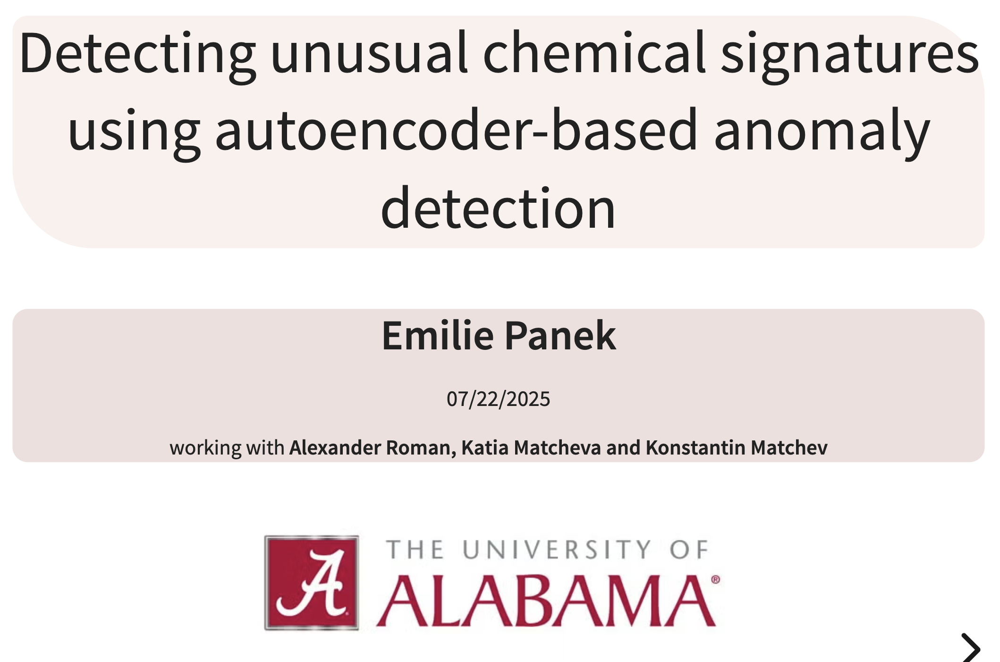 Detecting unusual chemical signatures
using autoencoder-based anomaly
detection
Emilie Panek
07/22/2025
working with Alexander Roman, Katia Matcheva and Konstantin Matchev
A
THE UNIVERSITY OF
ALABAMA®